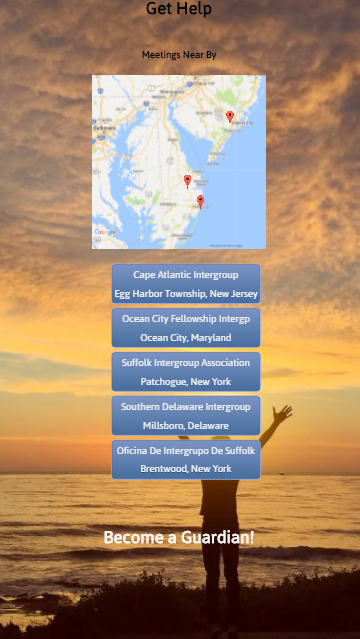 Get Help
Meetings Near By
Google
Cape Atlantic Intergroup
Egg Harbor Township, New Jersey
Ocean City Fellowship Intergp
Ocean City, Maryland
Suffolk Intergroup Association
Patchogue, New York
Southern Delaware Intergroup
Millsboro, Delaware
Oficina De Intergrupo De Suffolk
Brentwood, New York
Become a Guardian!